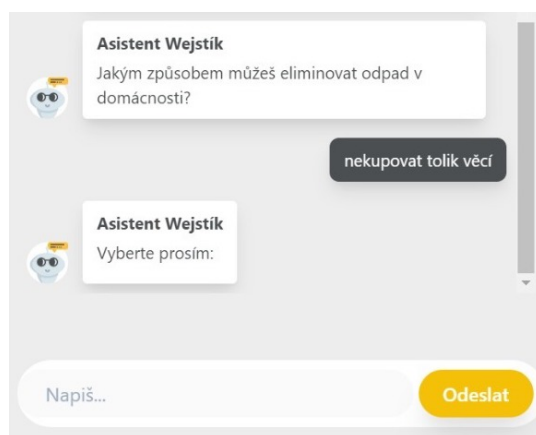 Asistent Wejstík
Jakým způsobem můžeš eliminovat odpad v
domácnosti?
nekupovat tolik věcí
Asistent Wejstík
Vyberte prosím:
Napiš...
Odeslat